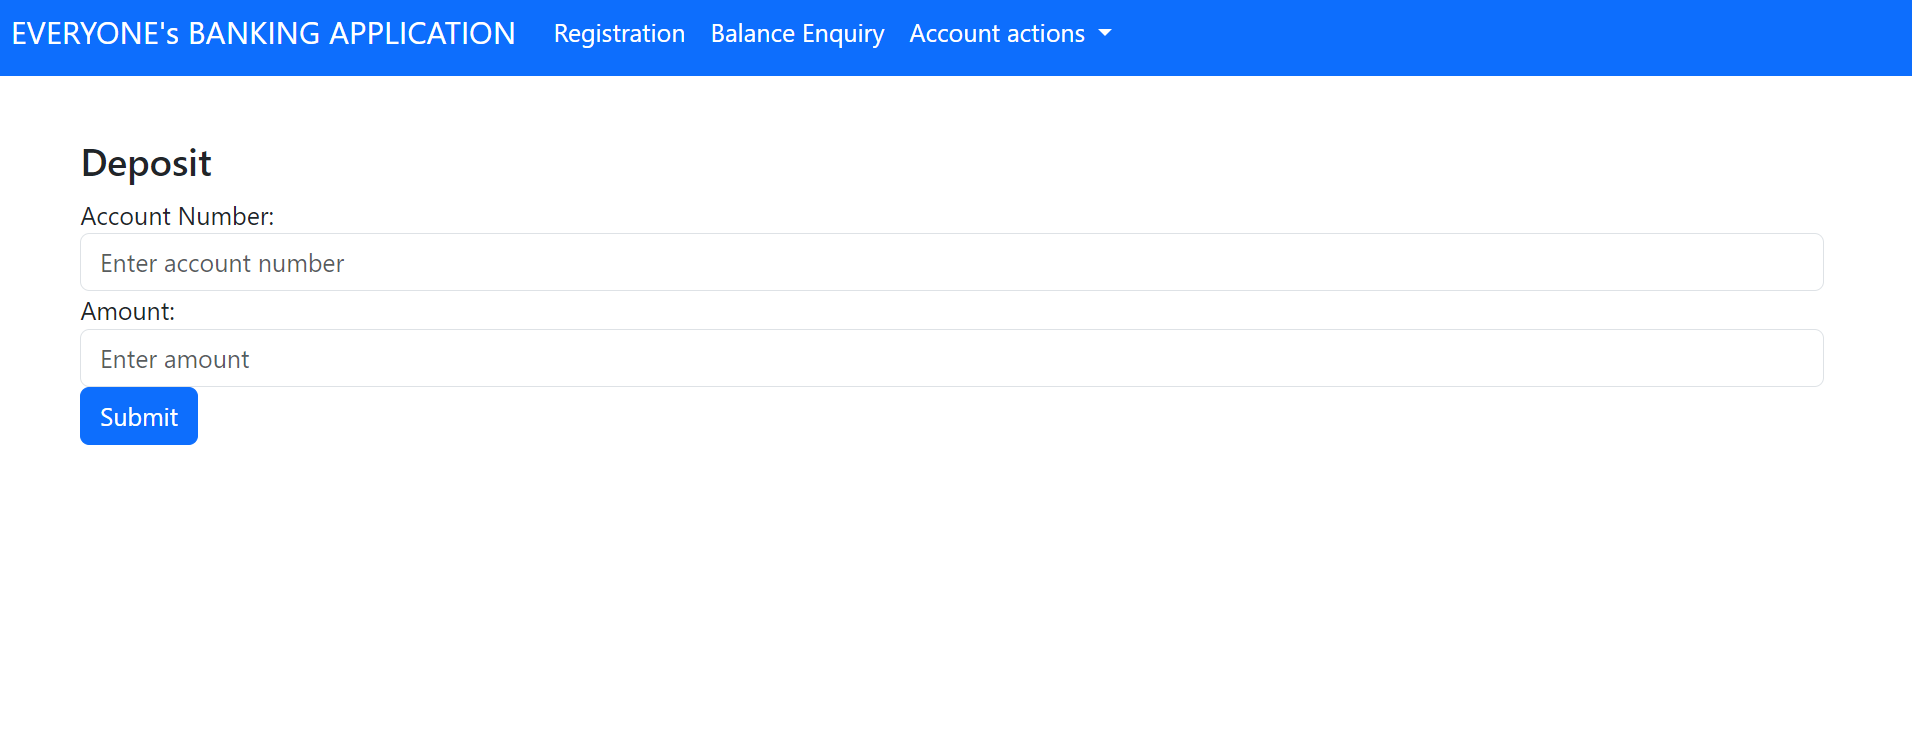 EVERYONE's BANKING APPLICATION Registration Balance Enquiry Account actions
Deposit
Account Number:
Enter account number
Amount:
Enter amount
Submit